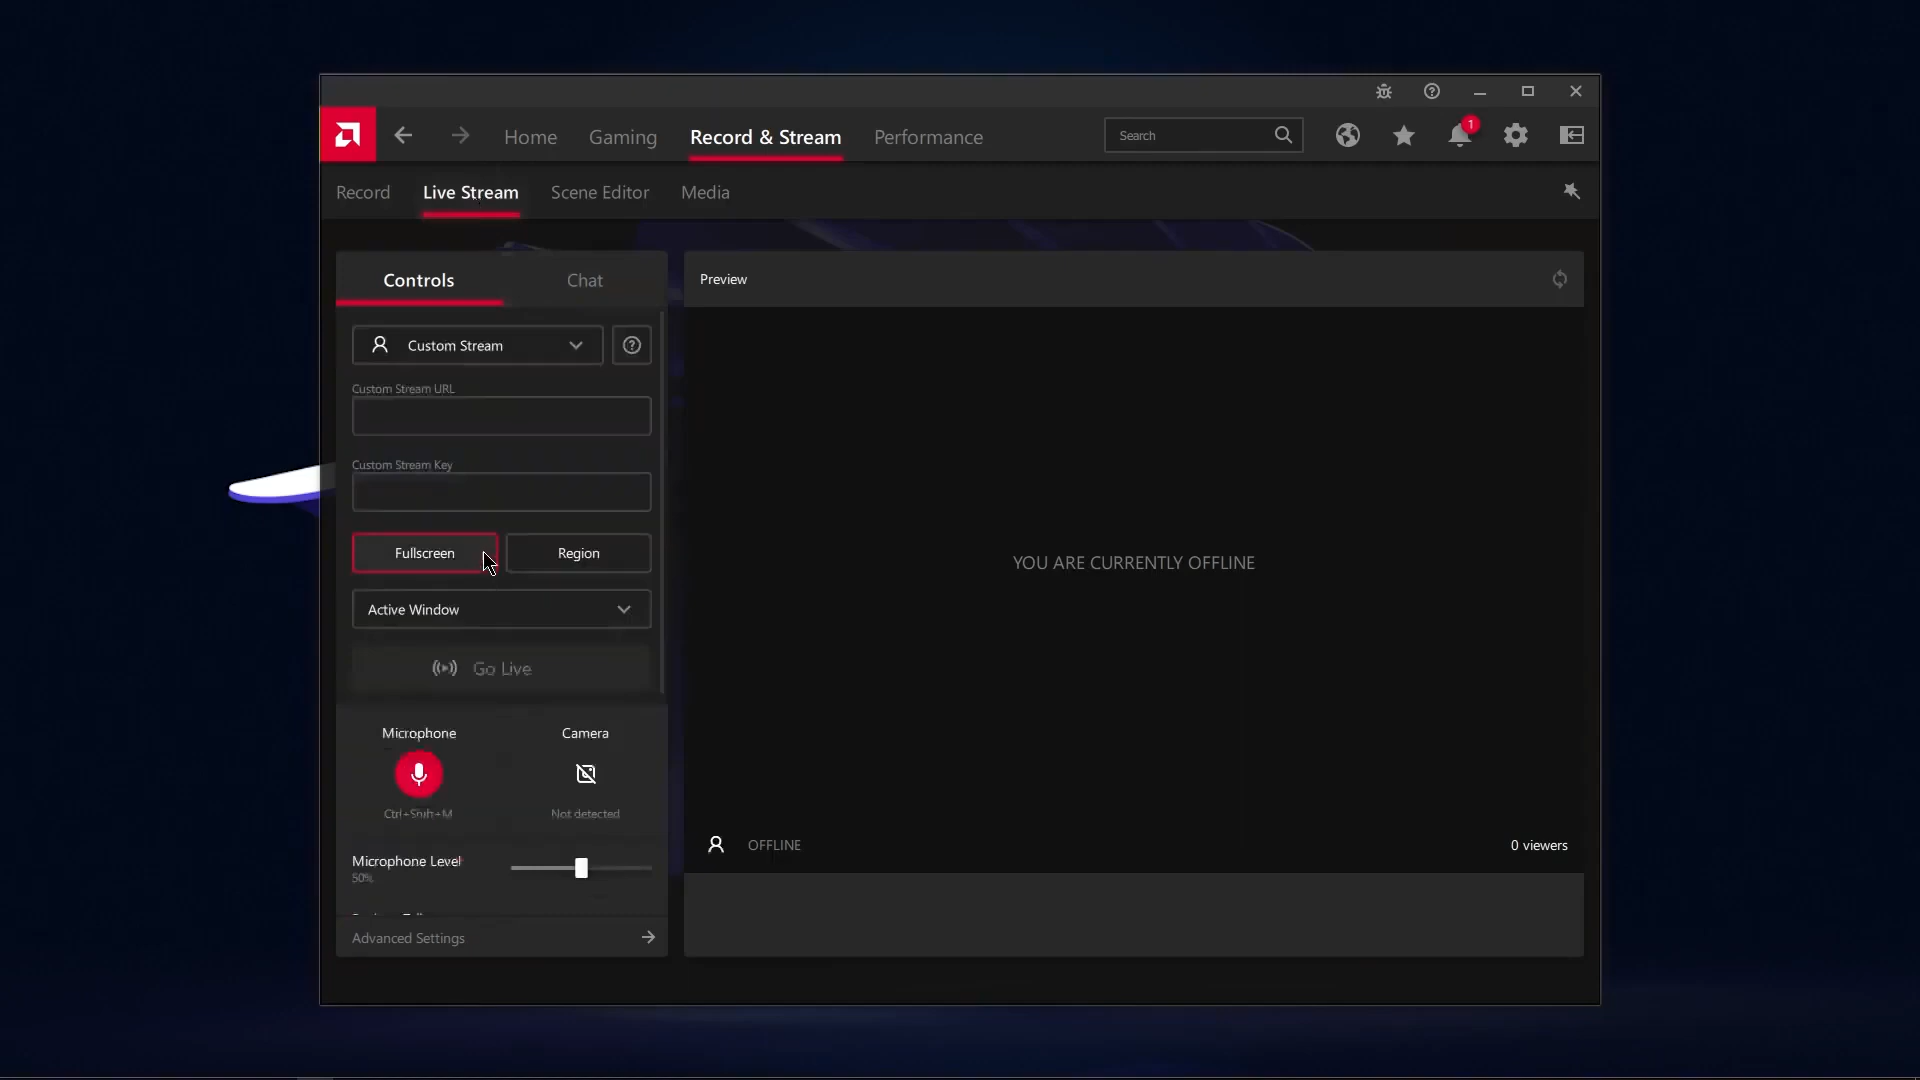 1
Home Gaming Record & Stream Performance Search
Record Live Stream Scene Editor Media
Controls Chat
Preview
Custom Stream
Custom Stream URL
Custom Stream Key
Fullscreen Region
YOU ARE CURRENTLY OFFLINE
Active Window
Go Live
Microphone Camera
Ctrl+Shift+M Not detected
OFFLINE 0 viewers
Microphone Level
50%
Advanced Settings